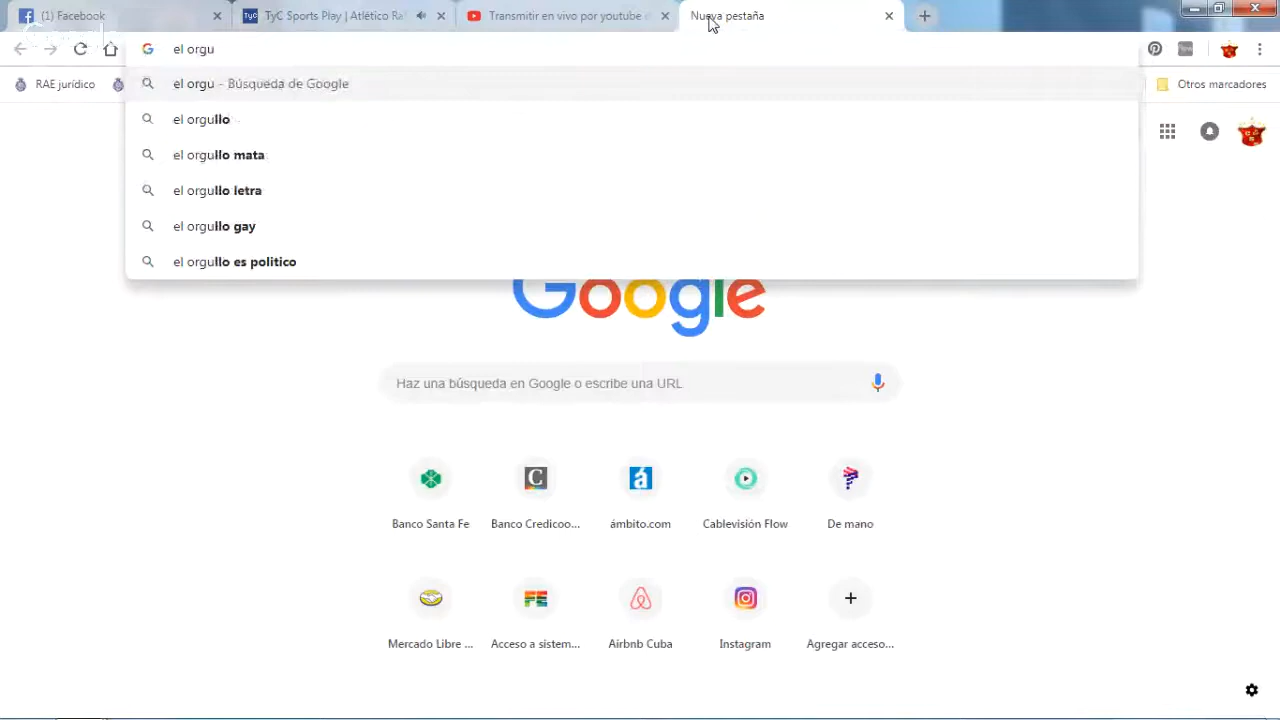 (1) Facebook
TyC TyC Sports Play | Atlético Ra
Transmitir en vivo por youtube
Nueva pestaña
el orgu
RAE jurídico
Otros marcadores
el orgu - Búsqueda de Google
el orgullo
el orgullo mata
el orgullo letra
el orgullo gay
el orgullo es politico
Google
Haz una búsqueda en Google o escribe una URL
Banco Santa Fe
Banco Credicoo...
ámbito.com
Cablevisión Flow
De mano
Mercado Libre ...
Acceso a sistem...
Airbnb Cuba
Instagram
Agregar acceso...